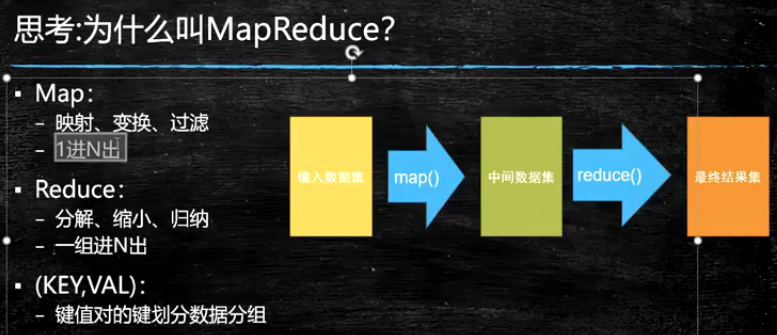 思考:为什么叫MapReduce?
▪ Map:
– 映射、变换、过滤
– 1进N出
▪ Reduce:
– 分解、缩小、归纳
– 一组进N出
▪ (KEY,VAL):
– 键值对的键划分数据分组
输入数据集
map()
中间数据集
reduce()
最终结果集